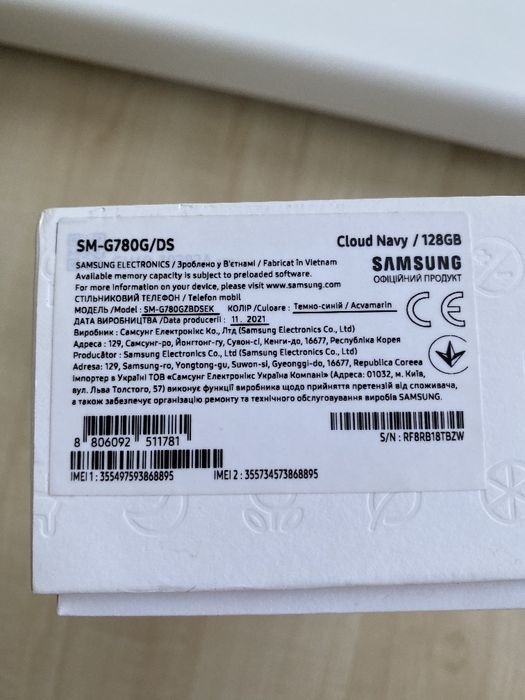 SM-G780G/DS
Cloud Navy / 128GB
SAMSUNG ELECTRONICS / Зроблено у В'єтнамі / Fabricat în Vietnam
SAMSUNG
Available memory capacity is subject to preloaded software.
ОФІЦІЙНИЙ ПРОДУКТ
For more information on your device, please visit www.samsung.com
СТІЛЬНИКОВИЙ ТЕЛЕФОН / Telefon mobil
МОДЕЛЬ /Model : SM-G780GZBDSEK КОЛІР /Culoare : Темно-синій / Acvamarin
CE
ДАТА ВИРОБНИЦТВА /Data producerii : 11. 2021
Виробник : Самсунг Електронікс Ко., Лтд (Samsung Electronics Co., Ltd)
Адреса : 129, Самсунг-ро, Йонгтонг-гу, Сувон-сі, Кенгі-до, 16677, Республіка Корея
Producător : Samsung Electronics Co., Ltd (Samsung Electronics Co., Ltd)
Adresa: 129, Samsung-ro, Yongtong-gu, Suwon-si, Gyeonggi-do, 16677, Republica Coreea
Імпортер в Україні ТОВ «Самсунг Електронікс Україна Компані» (Адреса: 01032, м. Київ,
вул. Льва Толстого, 57) виконує функції виробника щодо прийняття претензій від споживача,
а також забезпечує організацію ремонту та технічного обслуговування виробів SAMSUNG.
8 806092 511781
S/N : RF8RB18TBZW
IMEI 1 : 355497593868895
IMEI 2 : 355734573868895